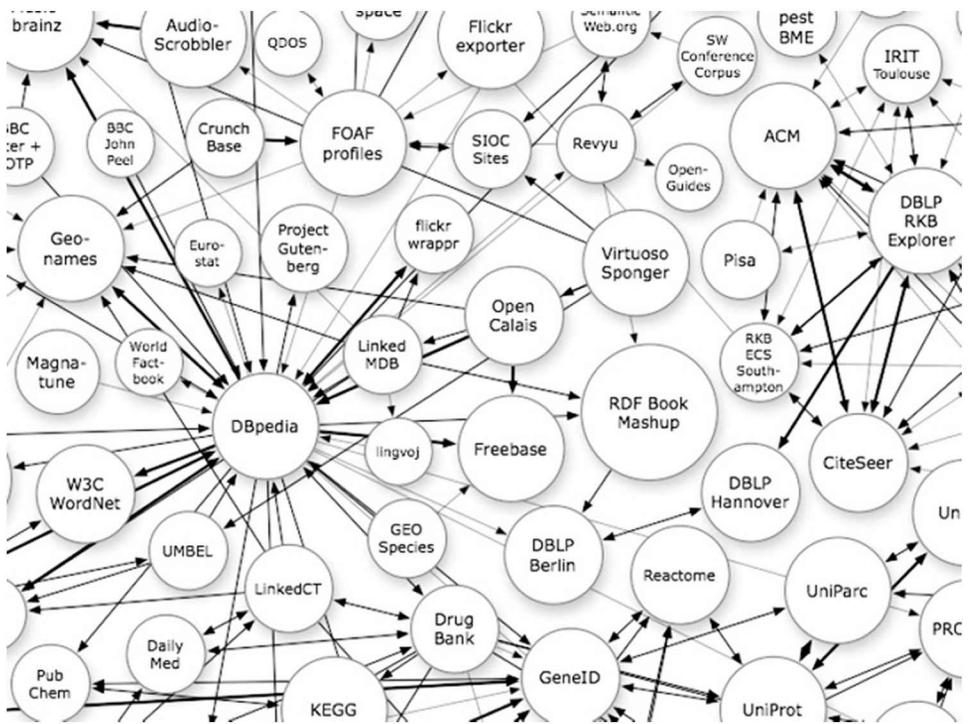 brainz
Audio-
Scrobbler
QDOS
space
Flickr
exporter
Web.org
SW
Conference
Corpus
pest
BME
IRIT
Toulouse
BBC
John
Peel
Crunch
Base
FOAF
profiles
SIOC
Sites
Revyu
Open-
Guides
ACM
DBLP
RKB
Explorer
ter +
OTP
Geo-
names
Euro-
stat
Project
Guten-
berg
flickr
wrappr
Virtuoso
Sponger
Pisa
Open
Calais
Magna-
tune
World
Fact-
book
Linked
MDB
RKB
ECS
South-
ampton
DBpedia
lingvoj
Freebase
RDF Book
Mashup
CiteSeer
W3C
WordNet
DBLP
Hannover
Un
UMBEL
GEO
Species
DBLP
Berlin
Reactome
UniParc
LinkedCT
Drug
Bank
PRO
Daily
Med
Pub
Chem
KEGG
GeneID
UniProt